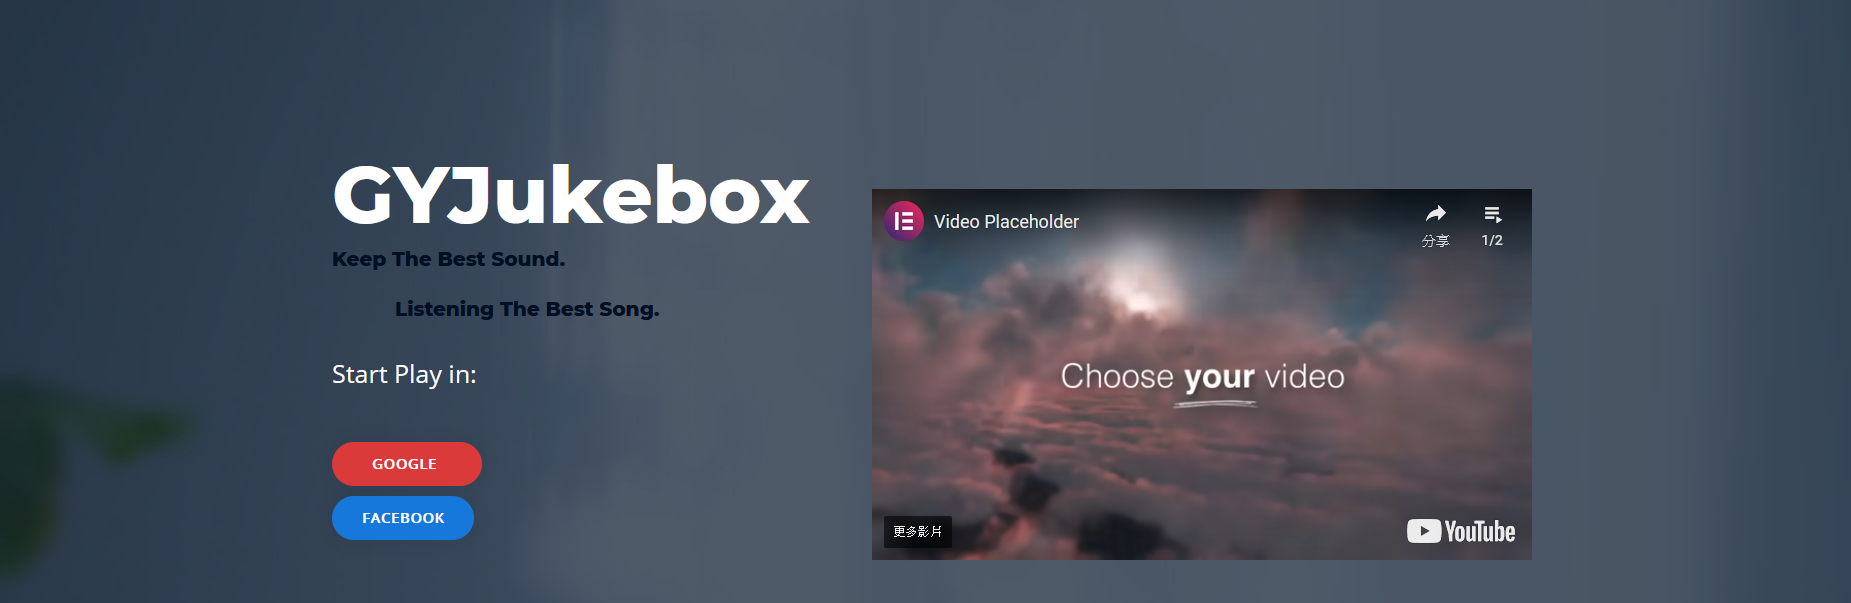 GYJukebox
Keep The Best Sound.
Listening The Best Song.
Start Play in:
GOOGLE
FACEBOOK
Video Placeholder
分享
1/2
Choose your video
更多影片
YouTube